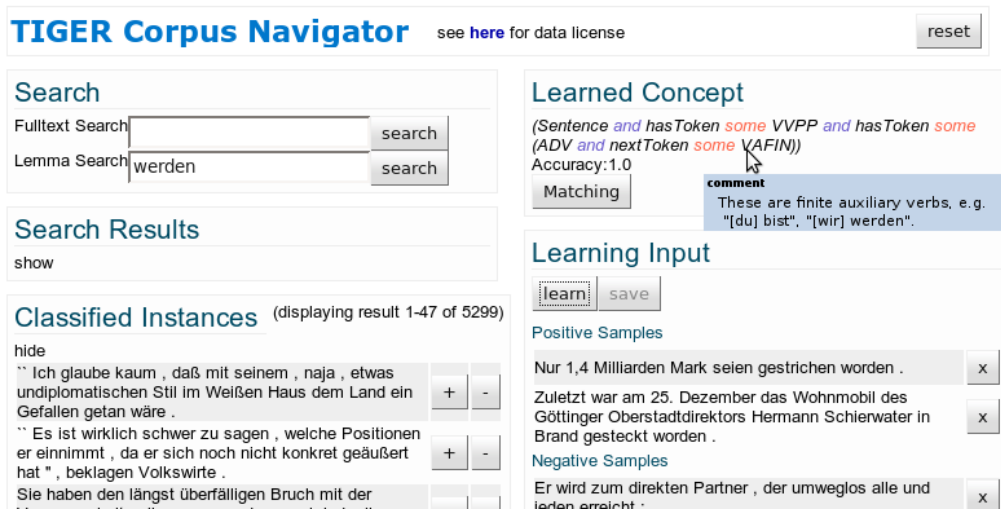 TIGER Corpus Navigator see here for data license reset
Search
Fulltext Search search
Lemma Search werden search
Search Results
show
Classified Instances (displaying result 1-47 of 5299)
hide
`` Ich glaube kaum , daß mit seinem , naja , etwas
undiplomatischen Stil im Weißen Haus dem Land ein
Gefallen getan wäre .
+ -
`` Es ist wirklich schwer zu sagen , welche Positionen
er einnimmt , da er sich noch nicht konkret geäußert
hat " , beklagen Volkswirte .
+ -
Sie haben den längst überfälligen Bruch mit der
Learned Concept
(Sentence and hasToken some VVPP and hasToken some
(ADV and nextToken some VAFIN))
Accuracy:1.0
Matching
comment
These are finite auxiliary verbs, e.g.
"[du] bist", "[wir] werden".
Learning Input
learn save
Positive Samples
Nur 1,4 Milliarden Mark seien gestrichen worden . x
Zuletzt war am 25. Dezember das Wohnmobil des
Göttinger Oberstadtdirektors Hermann Schierwater in
Brand gesteckt worden .
x
Negative Samples
Er wird zum direkten Partner , der umweglos alle und
jeden erreicht :
x